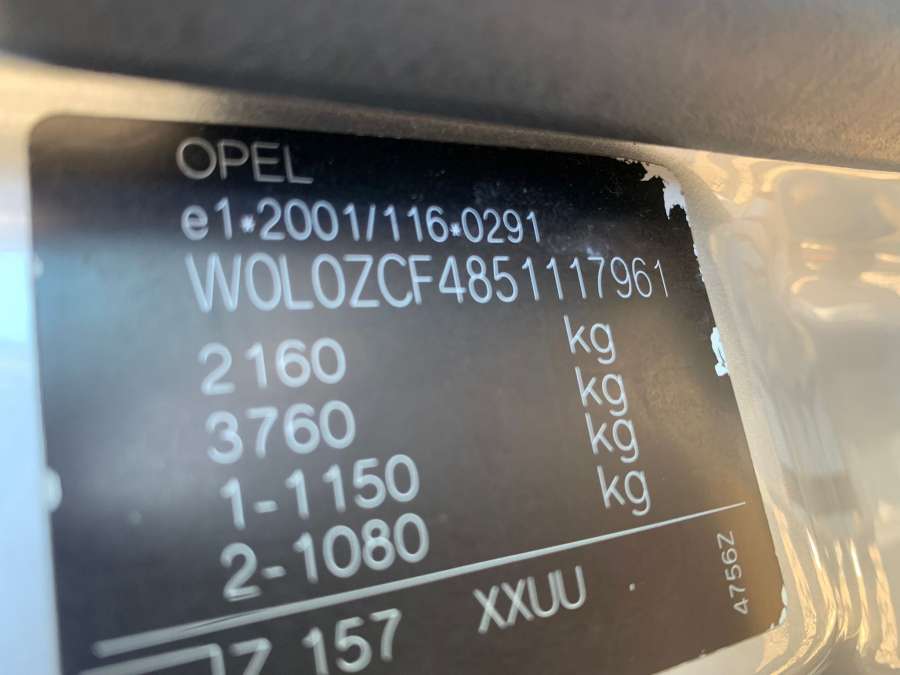 OPEL
e1*2001/116*0291
W0L0ZCF4851117961
2160 kg
3760 kg
1-1150 kg
2-1080 kg
Z 157 XXUU
4756Z